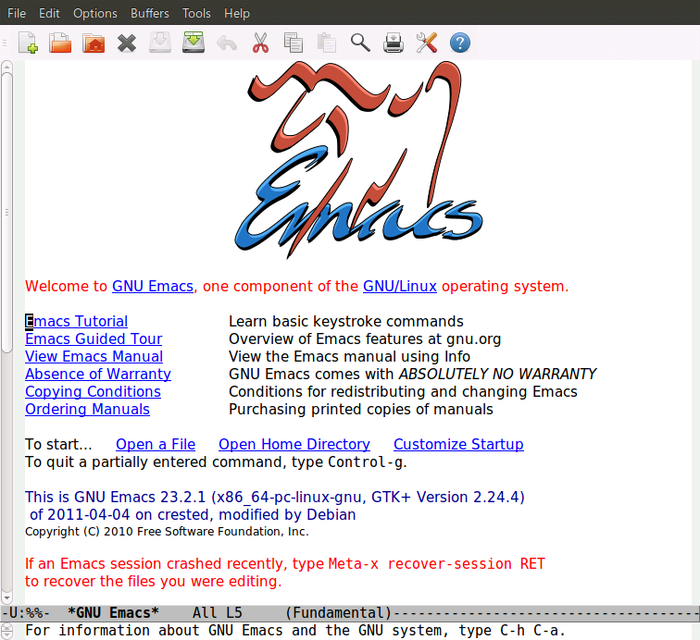 File Edit Options Buffers Tools Help
Emacs
Welcome to GNU Emacs, one component of the GNU/Linux operating system.
Emacs Tutorial Learn basic keystroke commands
Emacs Guided Tour Overview of Emacs features at gnu.org
View Emacs Manual View the Emacs manual using Info
Absence of Warranty GNU Emacs comes with ABSOLUTELY NO WARRANTY
Copying Conditions Conditions for redistributing and changing Emacs
Ordering Manuals Purchasing printed copies of manuals
To start... Open a File Open Home Directory Customize Startup
To quit a partially entered command, type Control-g.
This is GNU Emacs 23.2.1 (x86_64-pc-linux-gnu, GTK+ Version 2.24.4)
of 2011-04-04 on crested, modified by Debian
Copyright (C) 2010 Free Software Foundation, Inc.
If an Emacs session crashed recently, type Meta-x recover-session RET
to recover the files you were editing.
-U:%%- *GNU Emacs* All L5 (Fundamental)------------------------------------
For information about GNU Emacs and the GNU system, type C-h C-a.